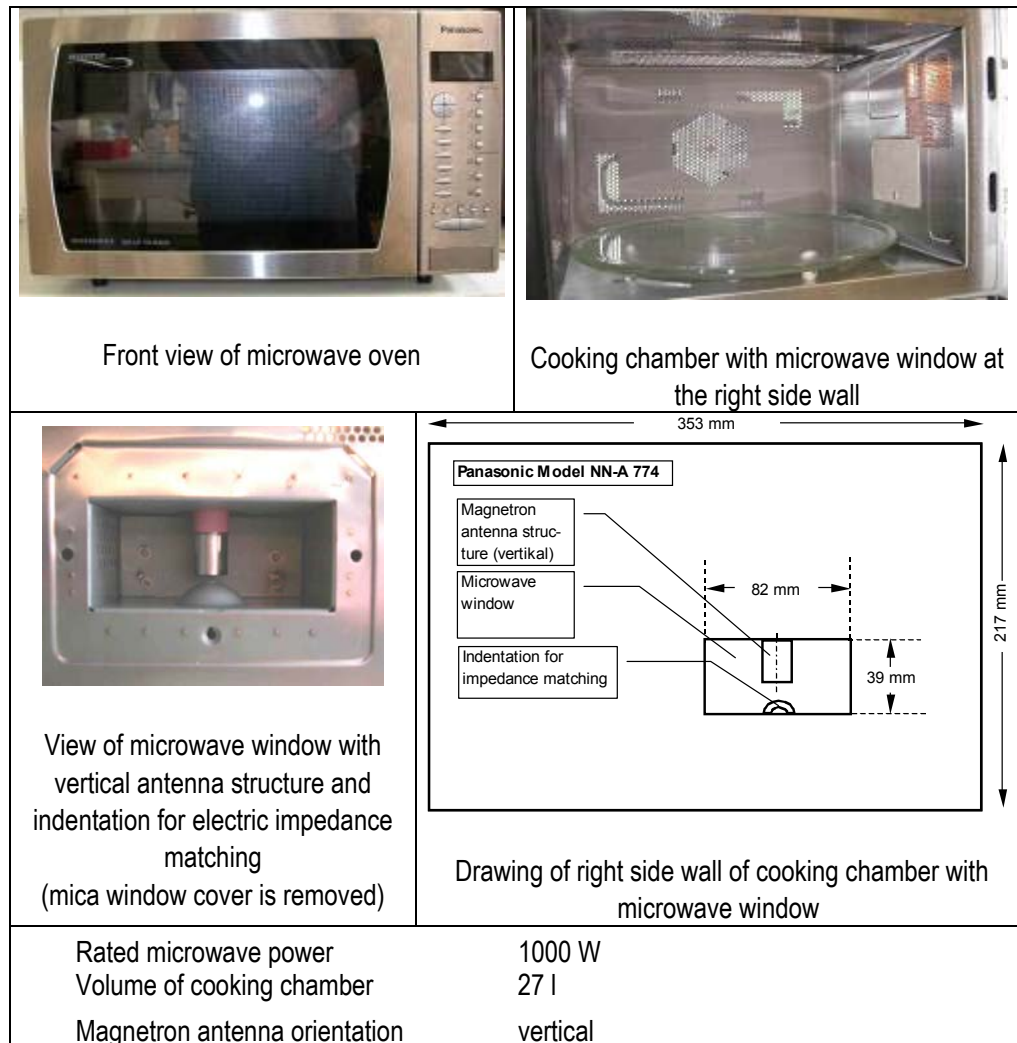 Panasonic
Front view of microwave oven
Cooking chamber with microwave window at
the right side wall
View of microwave window with
vertical antenna structure and
indentation for electric impedance
matching
(mica window cover is removed)
353 mm
Panasonic Model NN-A 774
Magnetron
antenna struc-
ture (vertikal)
Microwave
window
Indentation for
impedance matching
82 mm
39 mm
217 mm
Drawing of right side wall of cooking chamber with
microwave window
Rated microwave power 1000 W
Volume of cooking chamber 27 l
Magnetron antenna orientation vertical